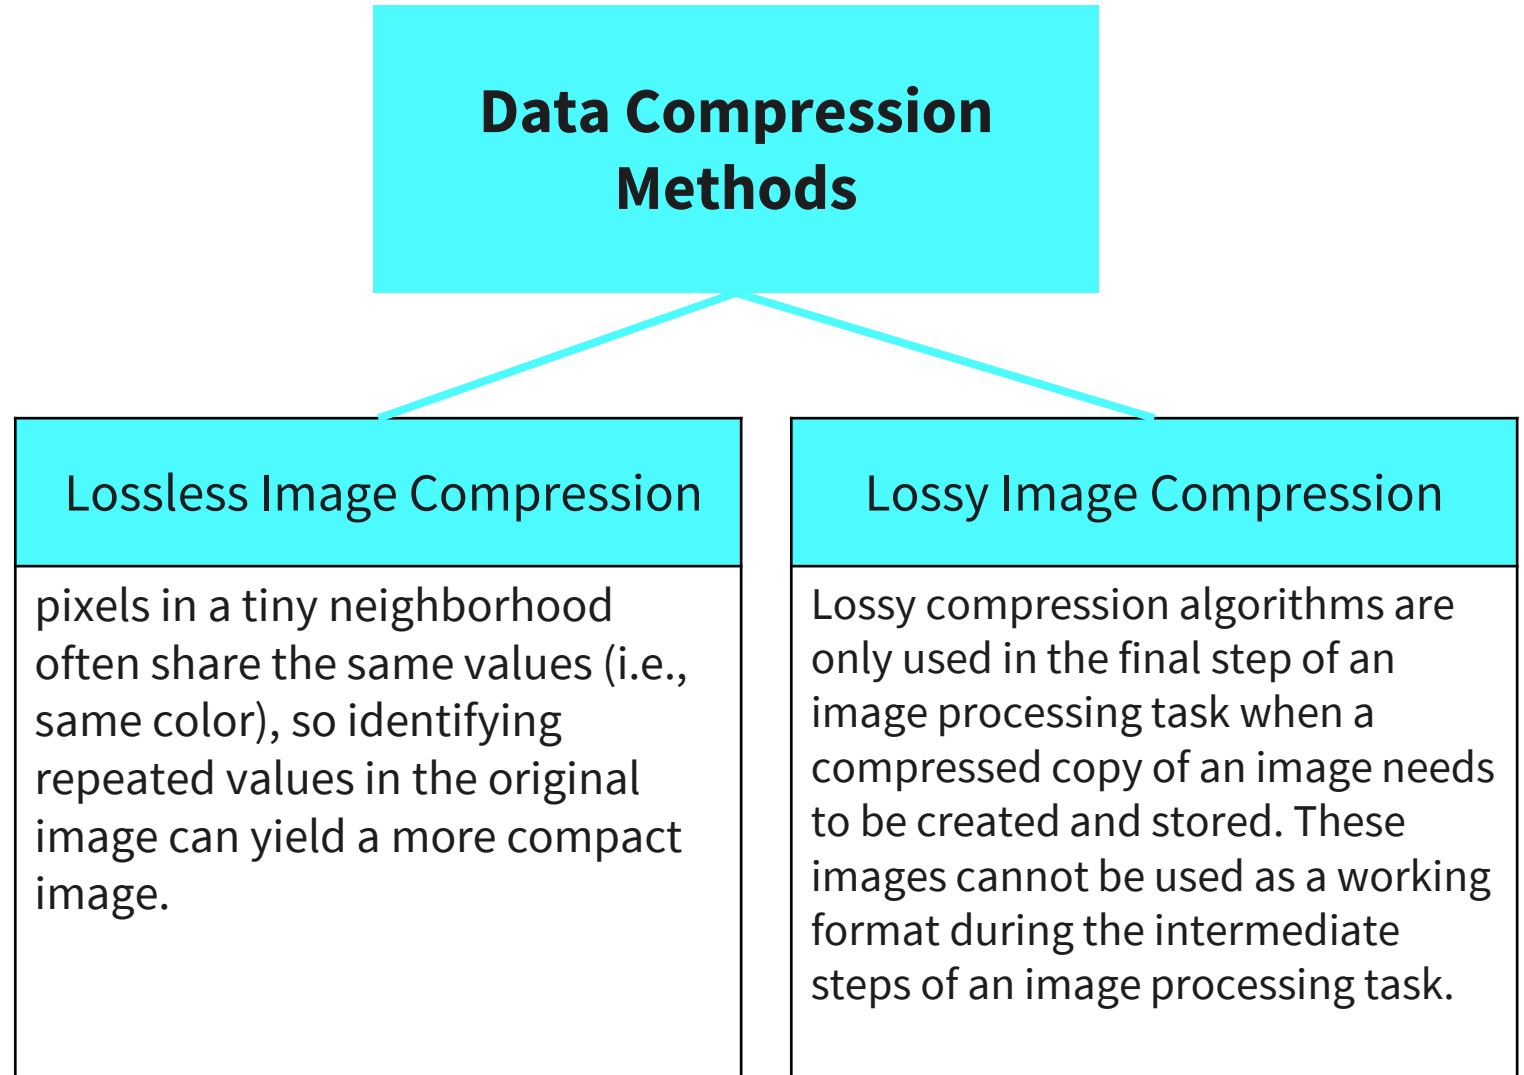 Data Compression
Methods
Lossless Image Compression
pixels in a tiny neighborhood
often share the same values (i.e.,
same color), so identifying
repeated values in the original
image can yield a more compact
image.
Lossy Image Compression
Lossy compression algorithms are
only used in the final step of an
image processing task when a
compressed copy of an image needs
to be created and stored. These
images cannot be used as a working
format during the intermediate
steps of an image processing task.